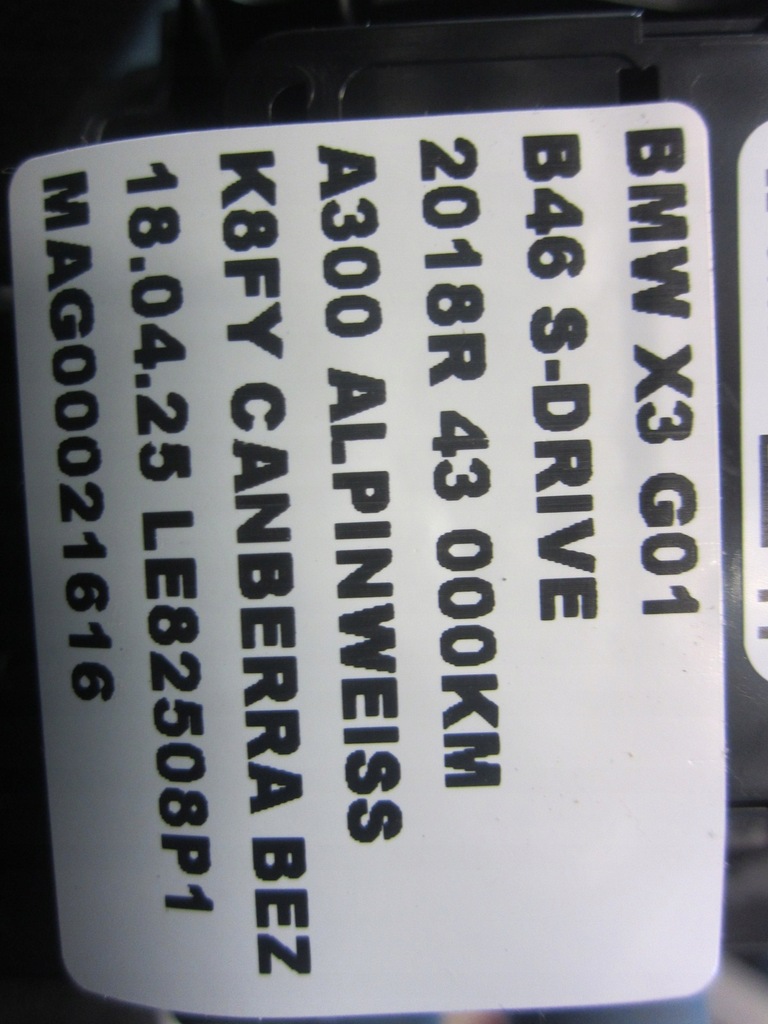 BMW X3 G01
B46 S-DRIVE
2018R 43 000KM
A300 ALPINWEISS
K8FY CANBERRA BEZ
18.04.25 LE82508P1
MAG00021616